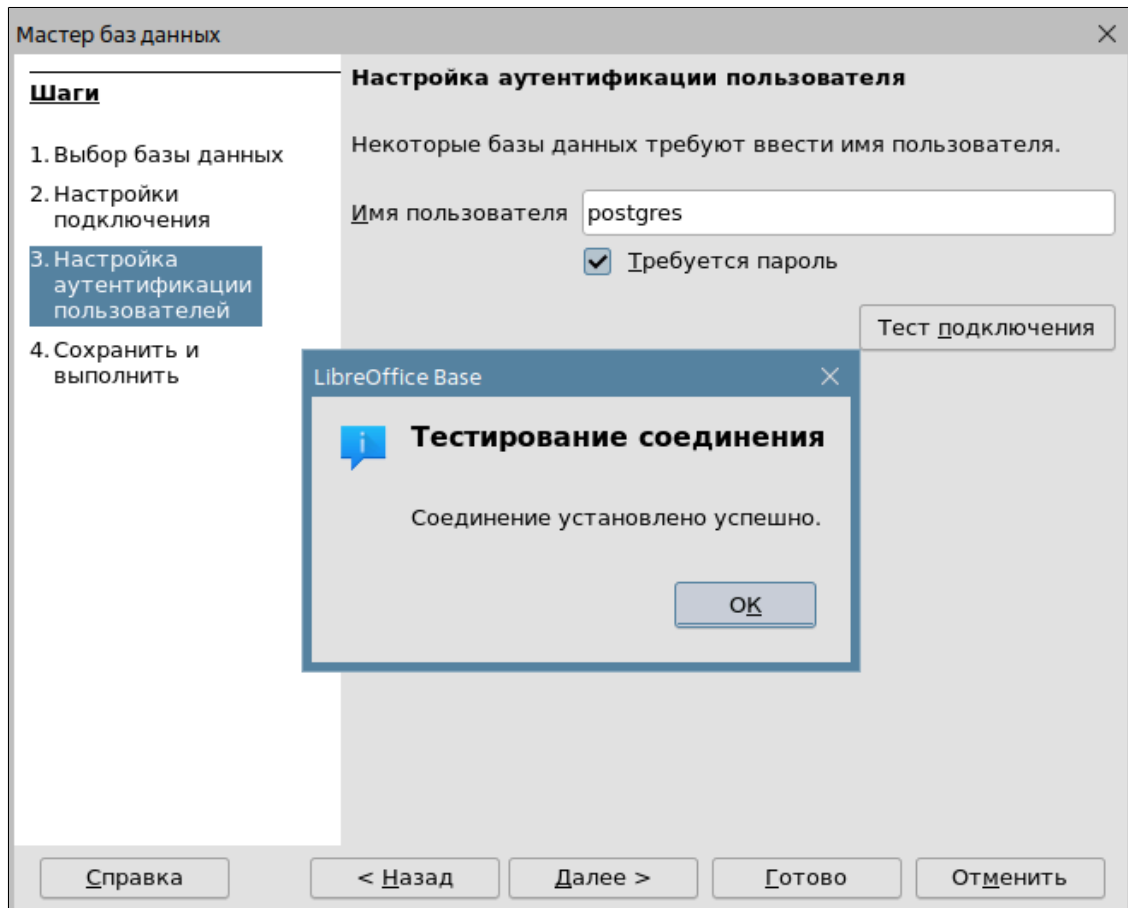 Мастер баз данных
Шаги
1. Выбор базы данных
2. Настройки
подключения
3. Настройка
аутентификации
пользователей
4. Сохранить и
выполнить
Настройка аутентификации пользователя
Некоторые базы данных требуют ввести имя пользователя.
Имя пользователя postgres
Требуется пароль
Тест подключения
LibreOffice Base
Тестирование соединения
Соединение установлено успешно.
OK
Справка
< Назад
Далее >
Готово
Отменить